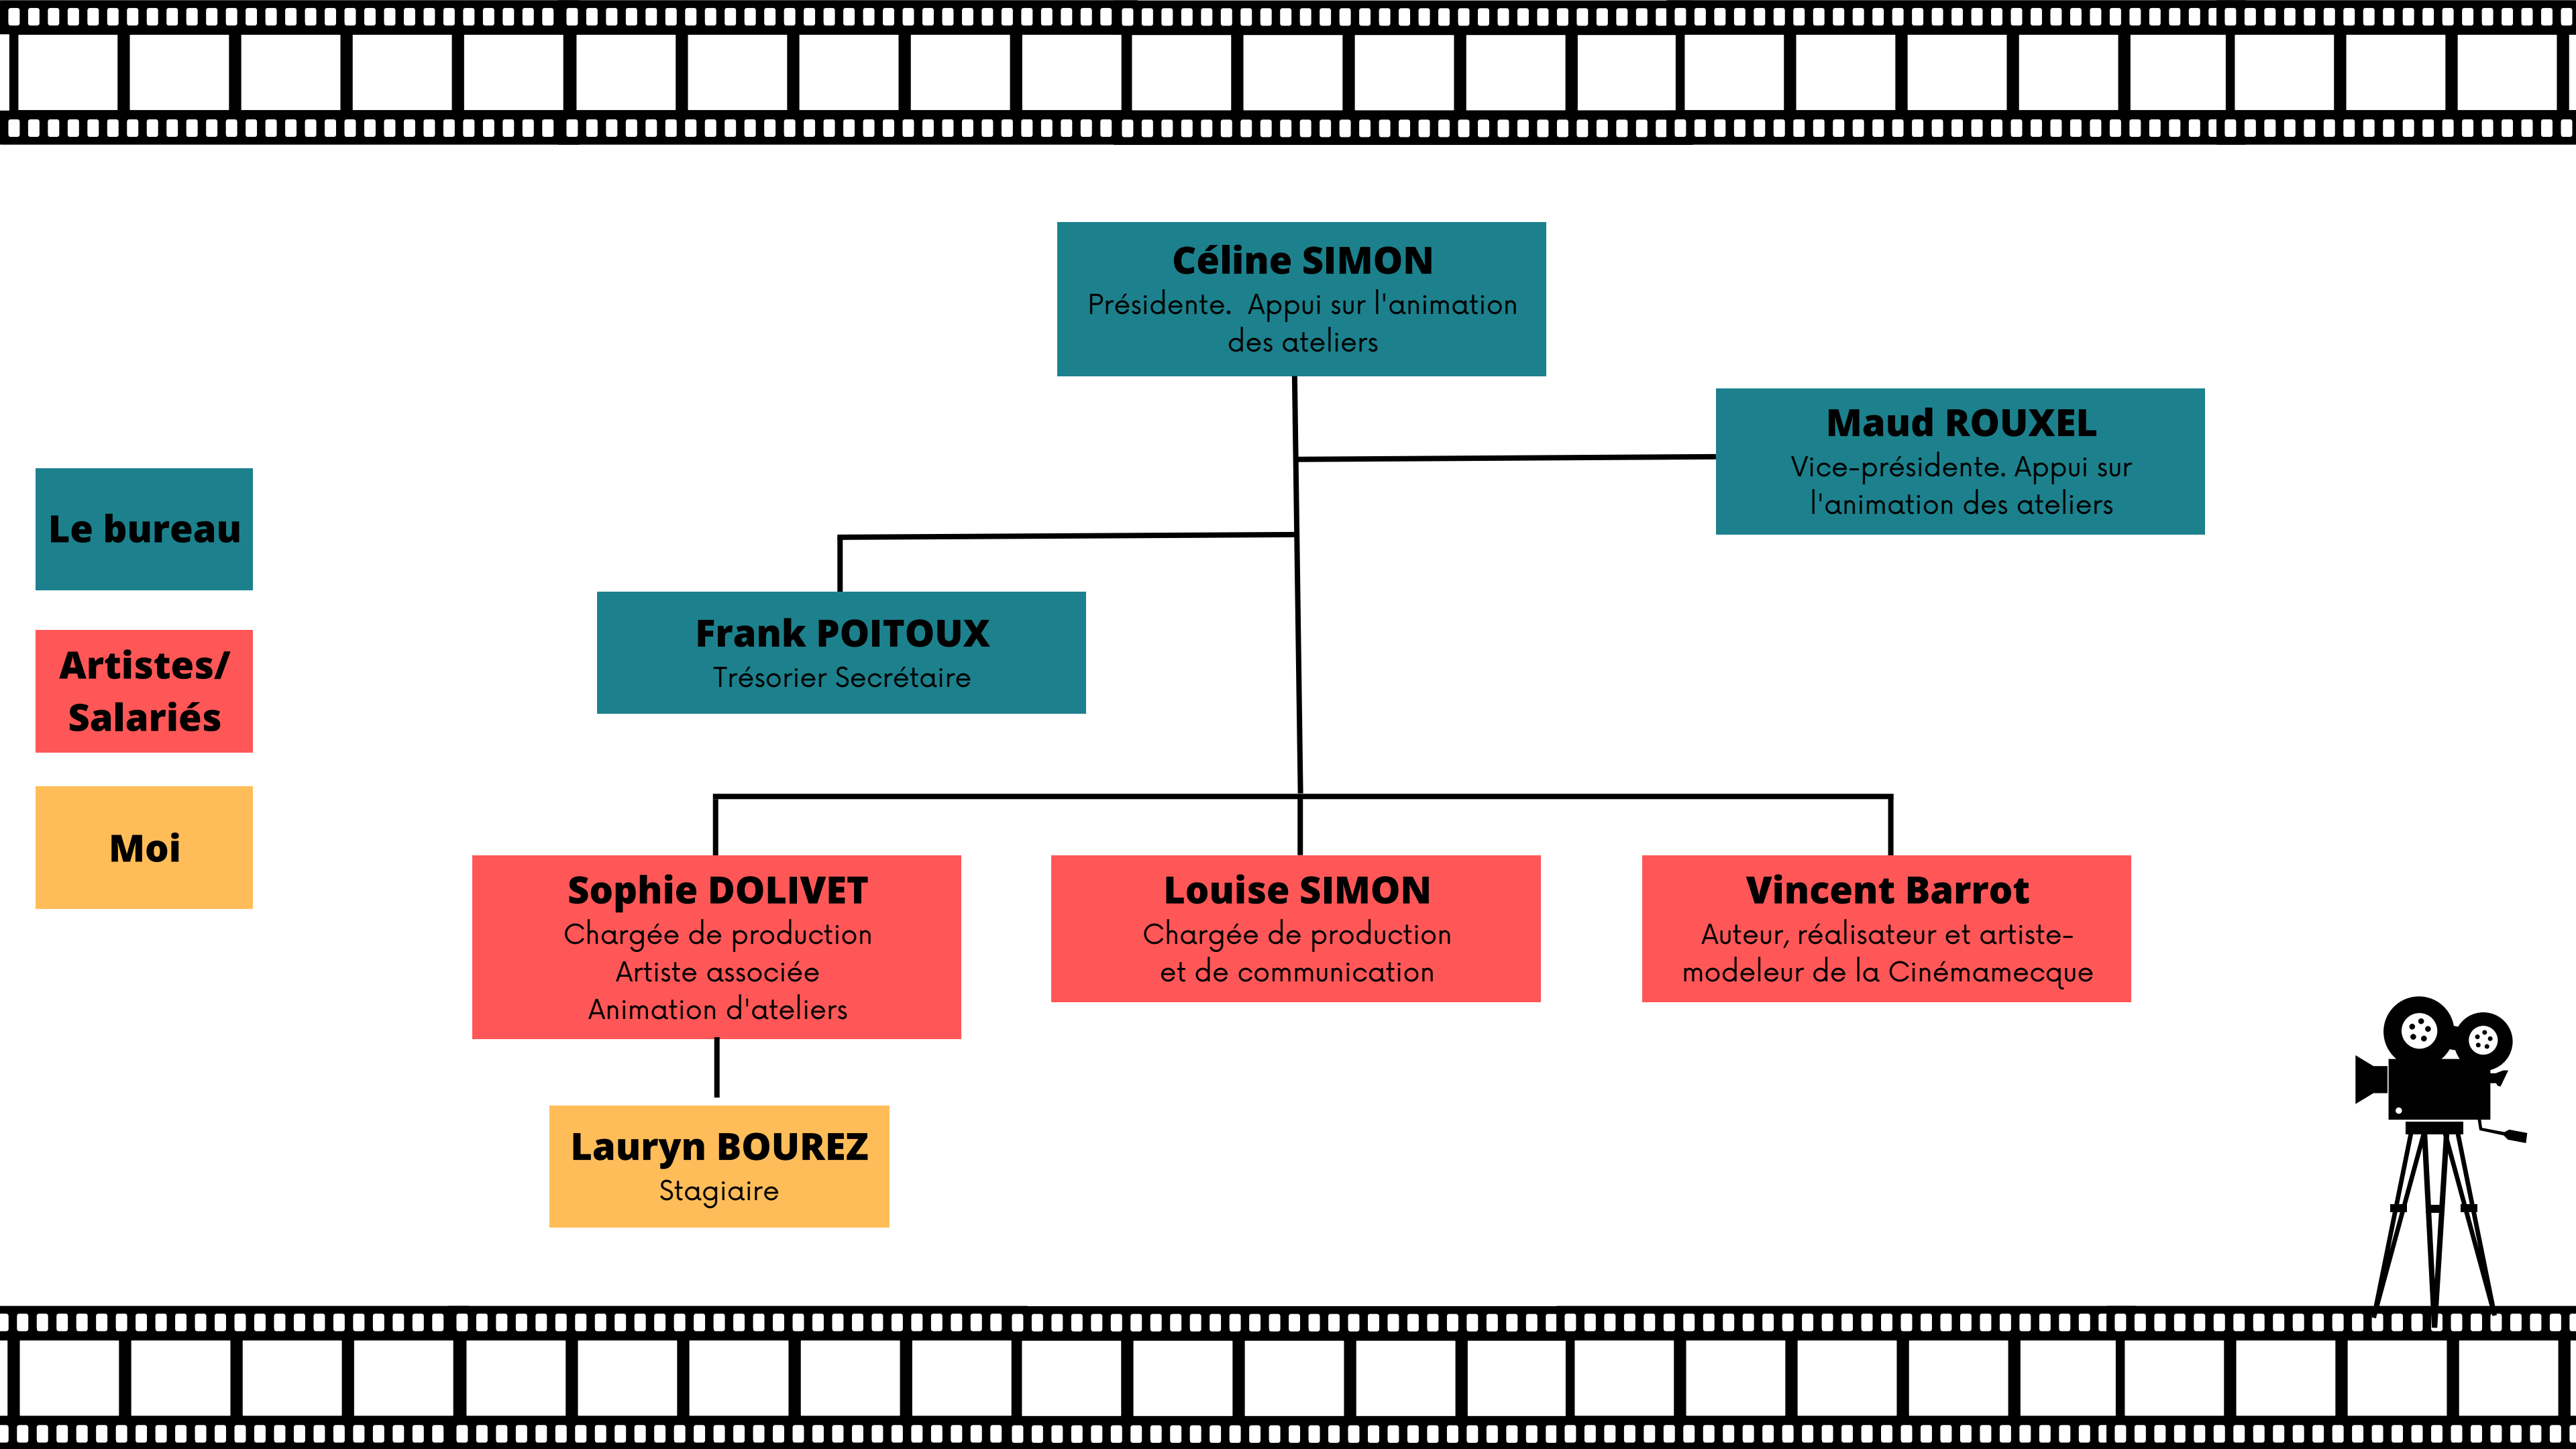 Céline SIMON
Présidente.  Appui sur l'animation
des ateliers
Maud ROUXEL
Vice-présidente. Appui sur
l'animation des ateliers
Le bureau
Artistes/
Salariés
Moi
Frank POITOUX
Trésorier Secrétaire
Sophie DOLIVET
Chargée de production
Artiste associée
Animation d'ateliers
Louise SIMON
Chargée de production
et de communication
Vincent Barrot
Auteur, réalisateur et artiste-
modeleur de la Cinémamecque
Lauryn BOUREZ
Stagiaire